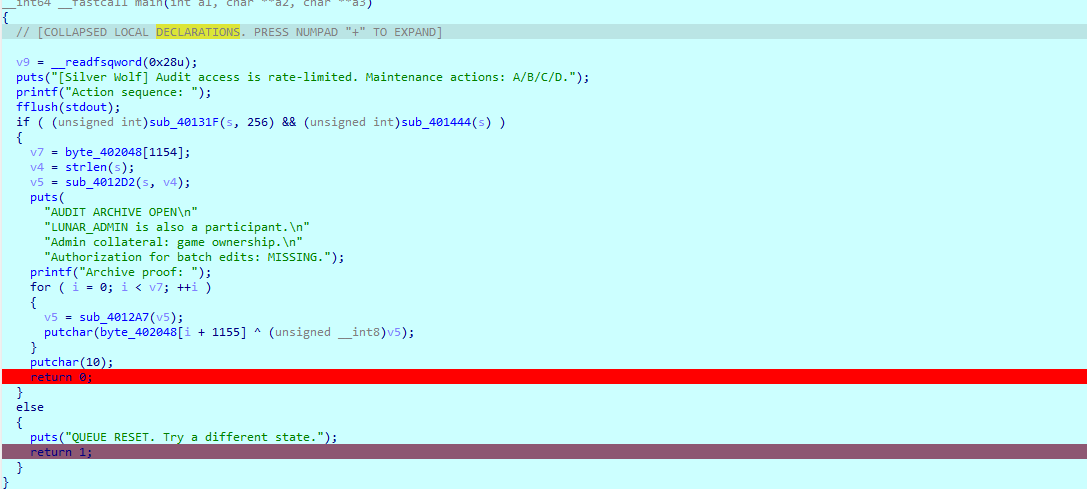 __int64 __fastcall main(int a1, char **a2, char **a3)
{
  // [COLLAPSED LOCAL DECLARATIONS. PRESS NUMPAD "+" TO EXPAND]

  v9 = __readfsqword(0x28u);
  puts("[Silver Wolf] Audit access is rate-limited. Maintenance actions: A/B/C/D.");
  printf("Action sequence: ");
  fflush(stdout);
  if ( (unsigned int)sub_40131F(s, 256) && (unsigned int)sub_401444(s) )
  {
    v7 = byte_402048[1154];
    v4 = strlen(s);
    v5 = sub_4012D2(s, v4);
    puts(
      "AUDIT ARCHIVE OPEN\n"
      "LUNAR_ADMIN is also a participant.\n"
      "Admin collateral: game ownership.\n"
      "Authorization for batch edits: MISSING.");
    printf("Archive proof: ");
    for ( i = 0; i < v7; ++i )
    {
      v5 = sub_4012A7(v5);
      putchar(byte_402048[i + 1155] ^ (unsigned __int8)v5);
    }
    putchar(10);
    return 0;
  }
  else
  {
    puts("QUEUE RESET. Try a different state.");
    return 1;
  }
}